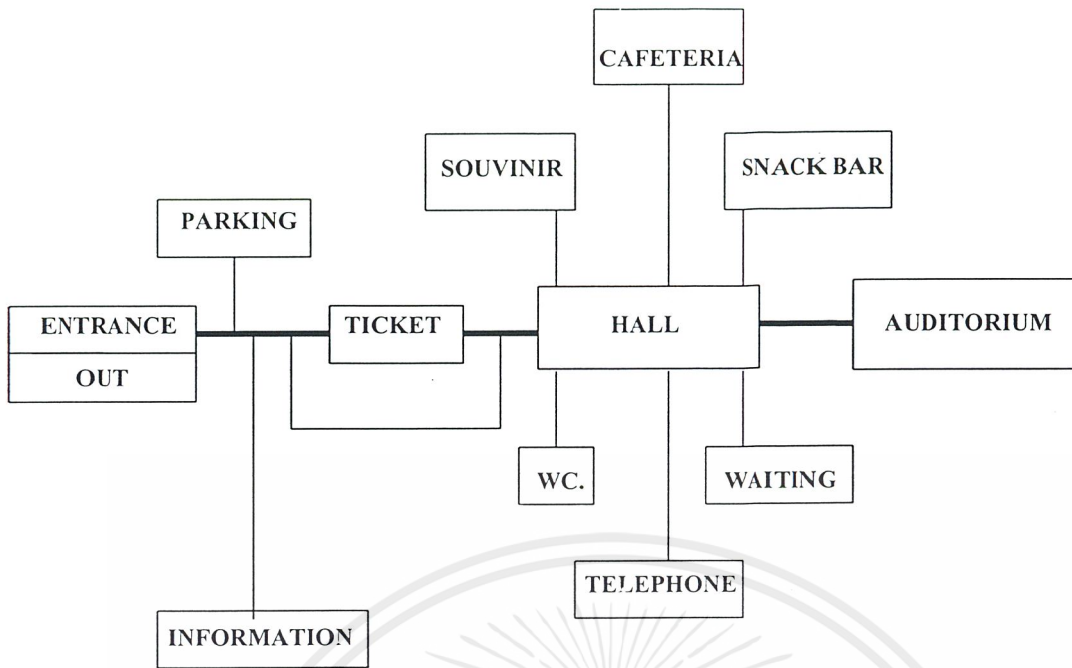 CAFETERIA
SOUVINIR
SNACK BAR
PARKING
ENTRANCE
TICKET
HALL
AUDITORIUM
OUT
WC.
WAITING
TELEPHONE
INFORMATION